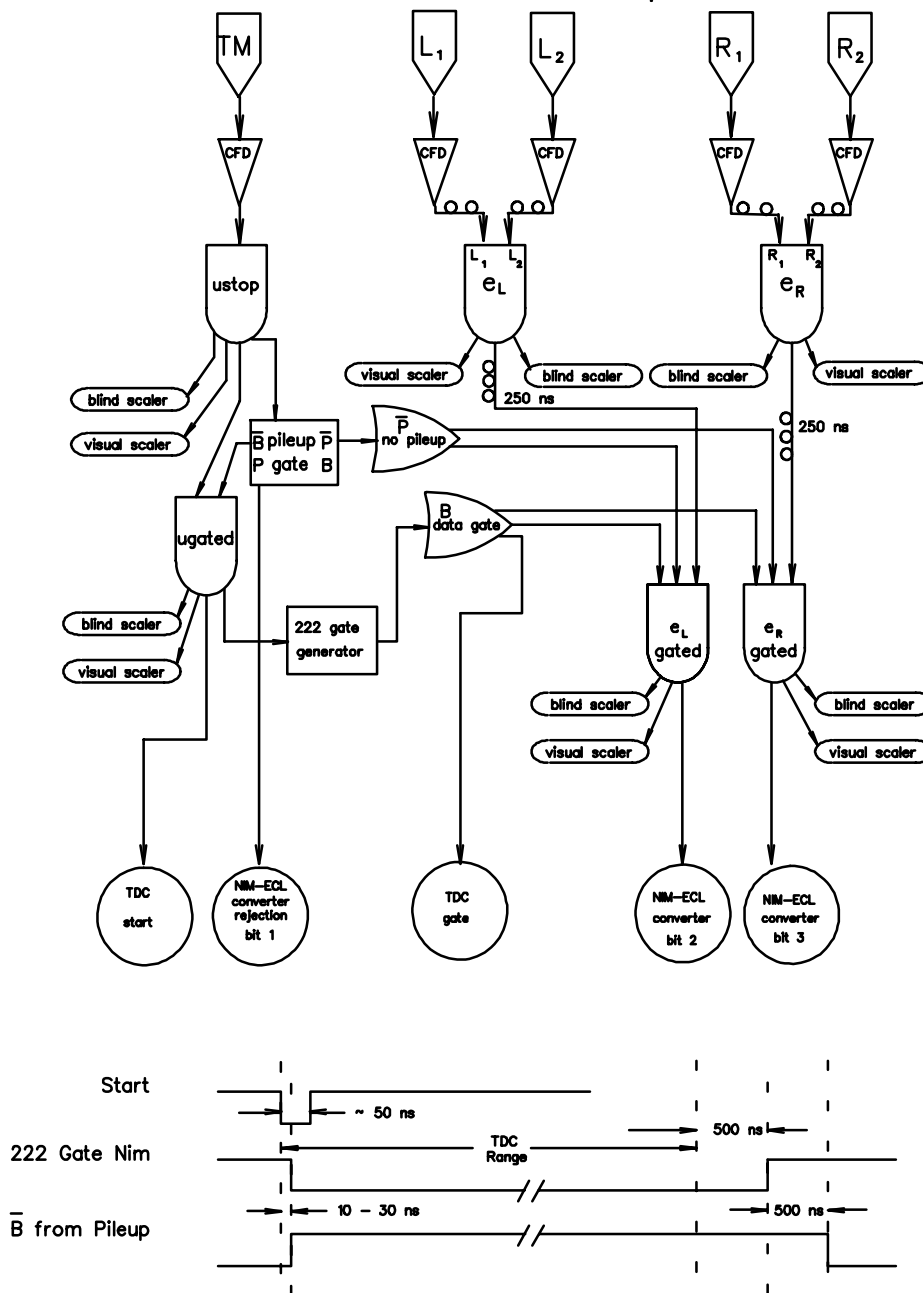 TM
L1
L2
R1
R2
CFD
CFD
CFD
CFD
CFD
ustop
L1 L2
eL
R1 R2
eR
visual scaler
blind scaler
blind scaler
visual scaler
blind scaler
visual scaler
250 ns
250 ns
B̅ pileup P̅
P gate B
P̅
no pileup
B
data gate
ugated
blind scaler
visual scaler
222 gate
generator
eL
gated
eR
gated
blind scaler
visual scaler
blind scaler
visual scaler
TDC
start
NIM-ECL
converter
rejection
bit 1
TDC
gate
NIM-ECL
converter
bit 2
NIM-ECL
converter
bit 3
Start
~ 50 ns
500 ns
222 Gate Nim
TDC
Range
10 - 30 ns
500 ns
B̅ from Pileup